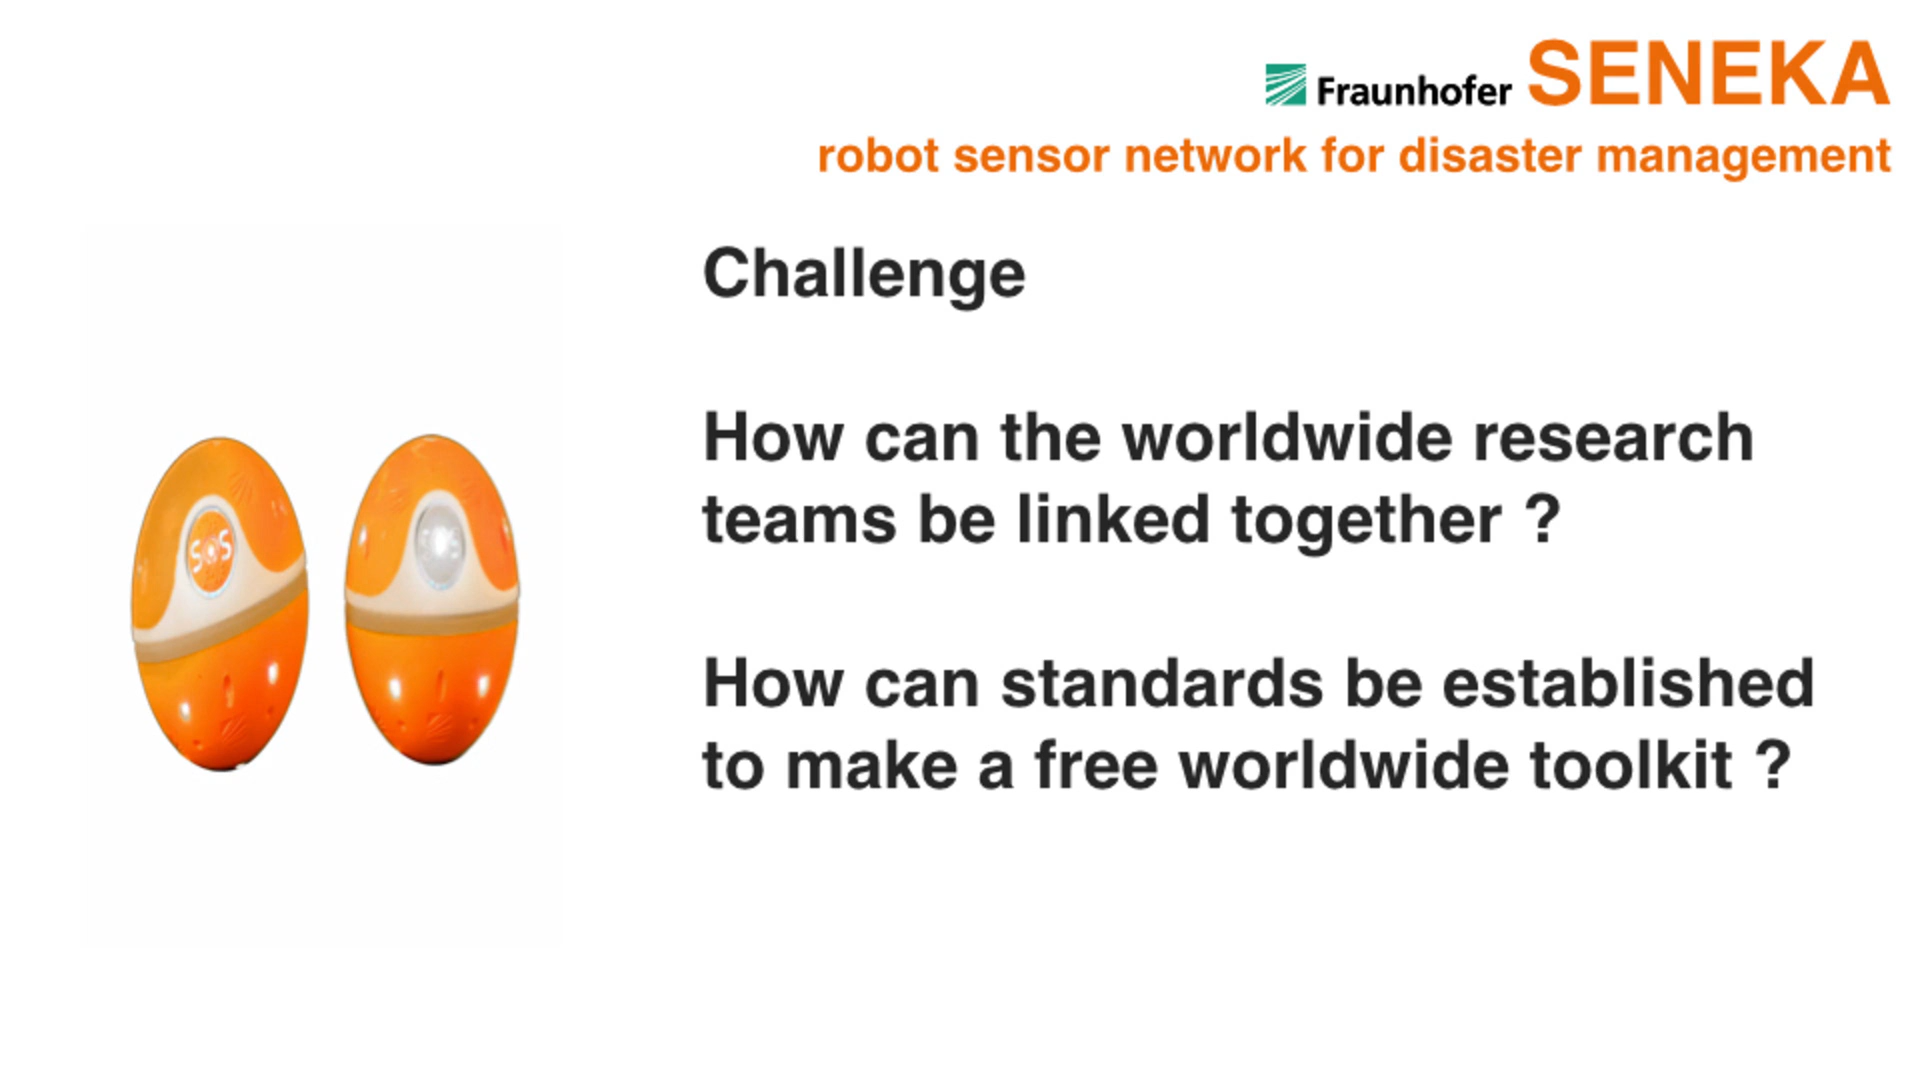 Fraunhofer SENEKA
robot sensor network for disaster management
Challenge
How can the worldwide research
teams be linked together ?
How can standards be established
to make a free worldwide toolkit ?
SOS